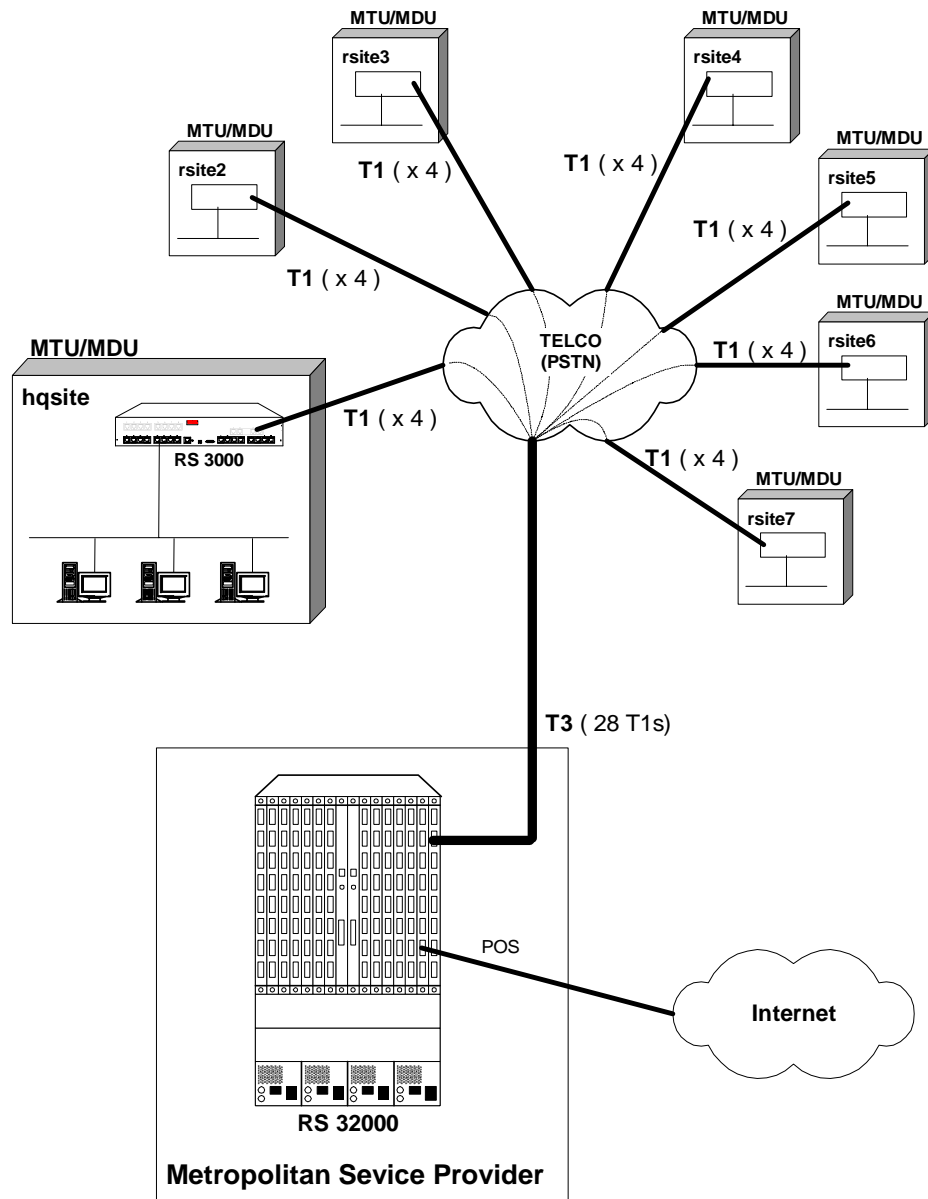 MTU/MDU
rsite3
MTU/MDU
rsite4
MTU/MDU
rsite2
MTU/MDU
rsite5
T1 ( x 4 )
T1 ( x 4 )
T1 ( x 4 )
T1 ( x 4 )
MTU/MDU
rsite6
TELCO
(PSTN)
T1 ( x 4 )
MTU/MDU
hqsite
RS 3000
T1 ( x 4 )
T1 ( x 4 )
MTU/MDU
rsite7
T3 ( 28 T1s)
POS
Internet
RS 32000
Metropolitan Sevice Provider